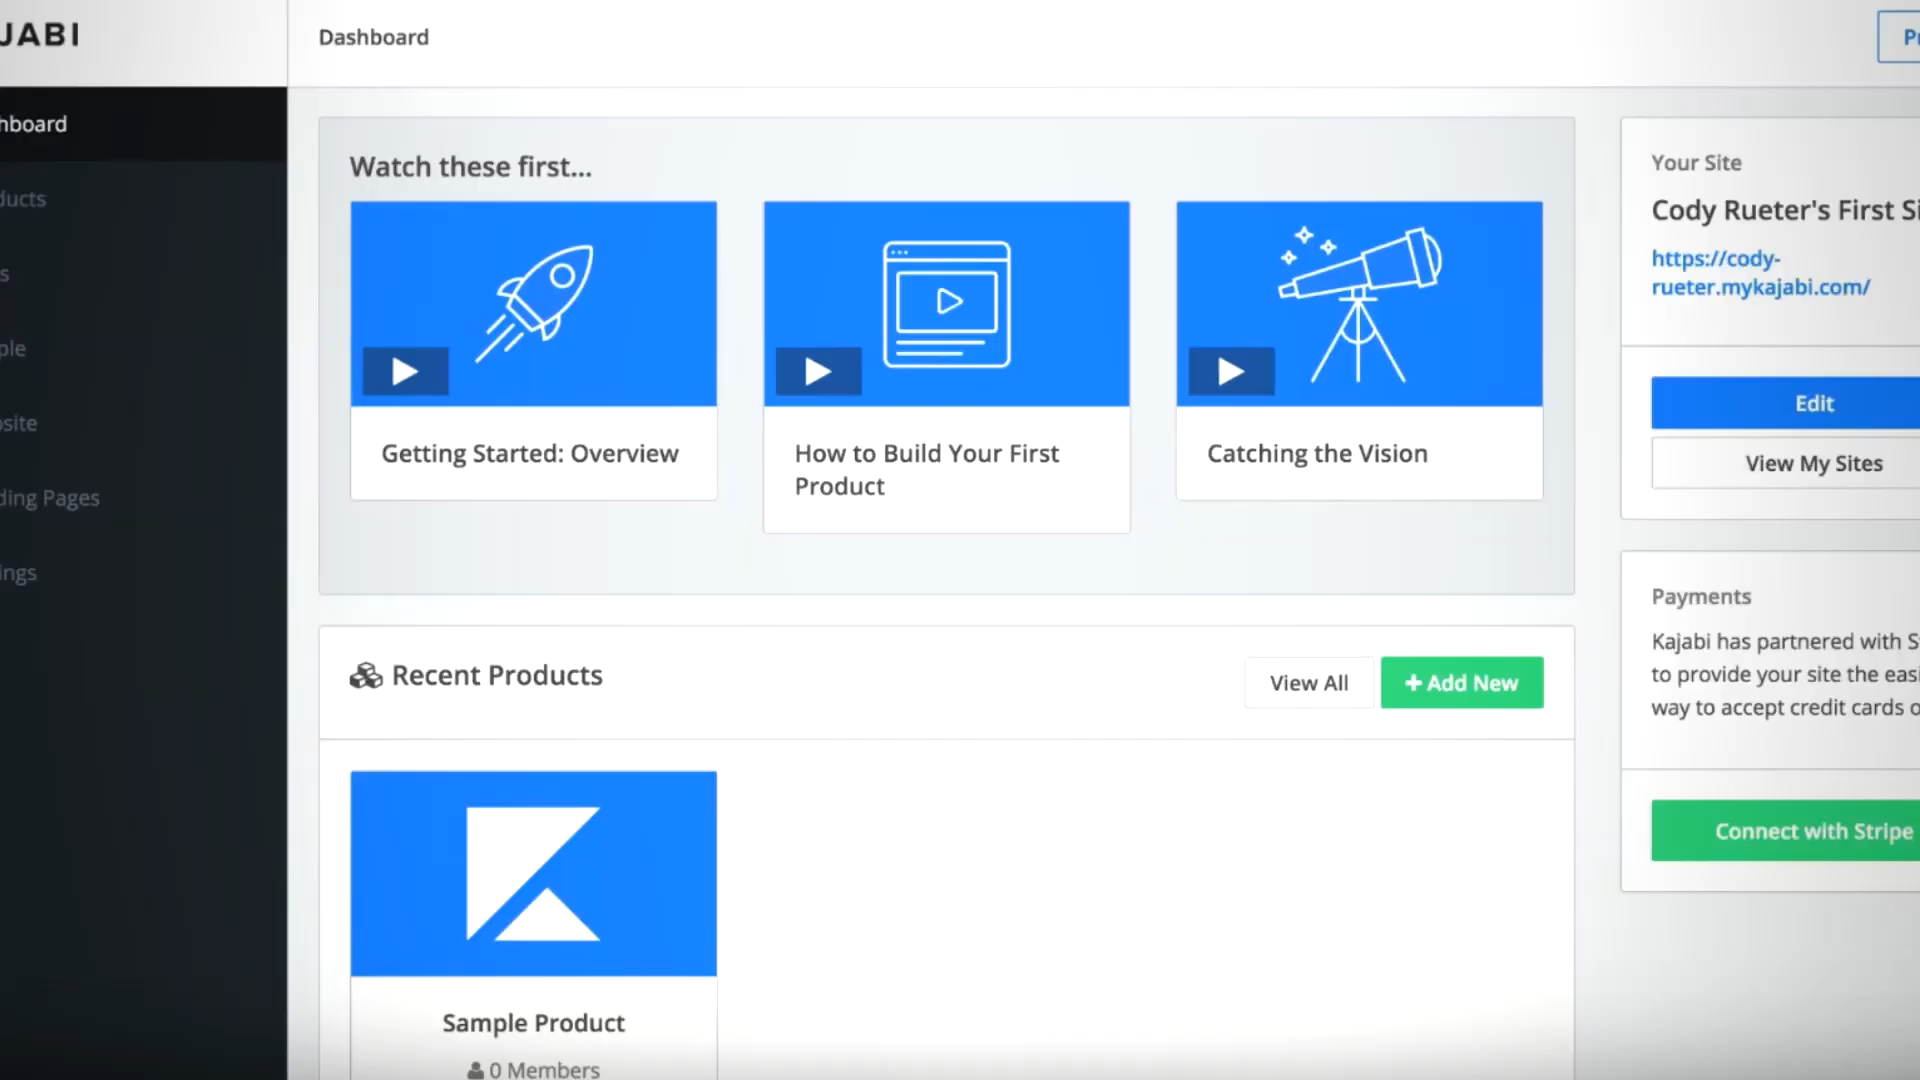 JABI
Dashboard
hboard
ducts
s
ple
site
ding Pages
ings
Watch these first...
Getting Started: Overview
How to Build Your First
Product
Catching the Vision
Recent Products
View All
+ Add New
Sample Product
0 Members
Your Site
Cody Rueter's First Si
https://cody-
rueter.mykajabi.com/
Edit
View My Sites
Payments
Kajabi has partnered with S
to provide your site the easi
way to accept credit cards o
Connect with Stripe